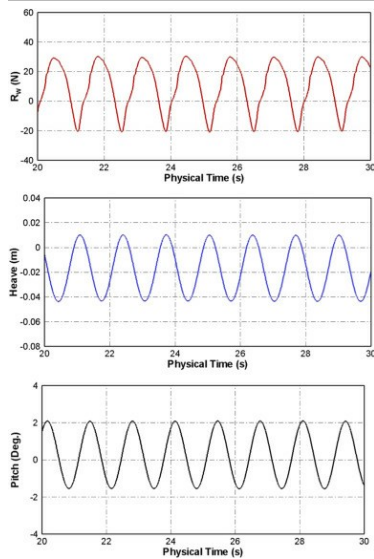 60
40
20
0
-20
-40
R_w (N)
20 22 24 26 28 30
Physical Time (s)
0.04
0.02
0
-0.02
-0.04
-0.06
-0.08
Heave (m)
20 22 24 26 28 30
Physical Time (s)
4
2
0
-2
-4
Pitch (Deg.)
20 22 24 26 28 30
Physical Time (s)